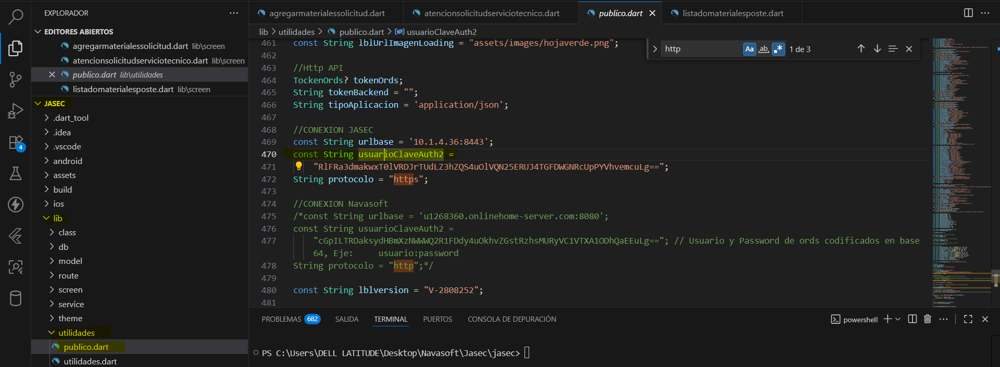 EXPLORADOR
EDITORES ABIERTOS
agregarmaterialessolicitud.dart lib\screen
atencionsolicitudserviciotecnico.dart lib\screen
publico.dart lib\utilidades
listadomaterialesposte.dart lib\screen
JASEC
.dart_tool
.idea
.vscode
android
assets
build
ios
lib
class
db
model
route
screen
service
theme
utilidades
publico.dart
utilidades.dart
4
agregarmaterialessolicitud.dart
atencionsolicitudserviciotecnico.dart
publico.dart
listadomaterialesposte.dart
lib > utilidades > publico.dart > usuarioClaveAuth2
http
Aa
ab
1 de 3
461 const String lblUrlImagenLoading = "assets/images/hojaverde.png";
462
463 //Http API
464 TockenOrds? tokenOrds;
465 String tokenBackend = "";
466 String tipoAplicacion = 'application/json';
467
468 //CONEXION JASEC
469 const String urlbase = '10.1.4.36:8443';
470 const String usuarioClaveAuth2 =
471 "RlFRa3dmakwxT0lVRDJrTUdLZ3hZQS4uOlVQN25ERUJ4TGFDWGNRcUpPYVhvemcuLg==";
472 String protocolo = "https";
473
474 //CONEXION Navasoft
475 /*const String urlbase = 'u1268360.onlinehome-server.com:8080';
476 const String usuarioClaveAuth2 =
477 "cGpILTRDaksydHBmXzNWWWQ2R1FDdy4uOkhvZGstRzhsMURyVC1VTXA1ODhQaEEuLg=="; // Usuario y Password de ords codificados en base
64, Eje: usuario:password
478 String protocolo = "http";*/
479
480 const String lblversion = "V-2808252";
481
PROBLEMAS 682 SALIDA TERMINAL PUERTOS CONSOLA DE DEPURACIÓN
powershell
PS C:\Users\DELL LATITUDE\Desktop\Navasoft\Jasec\jasec>